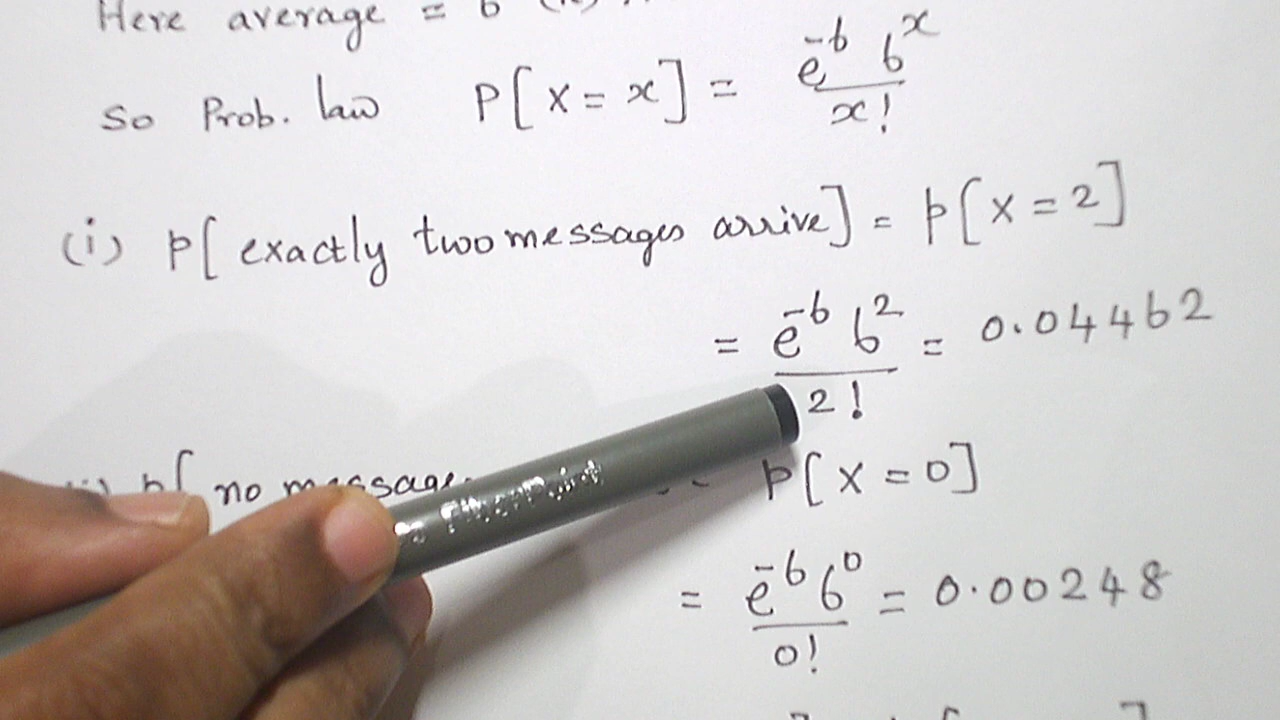 Here average = 6
So Prob. law P[X = x] = e^-6 6^x / x!
(i) P[exactly two messages arrive] = P[X = 2]
= e^-6 6^2 / 2! = 0.04462
P[no message P[X = 0]
= e^-6 6^0 / 0! = 0.00248